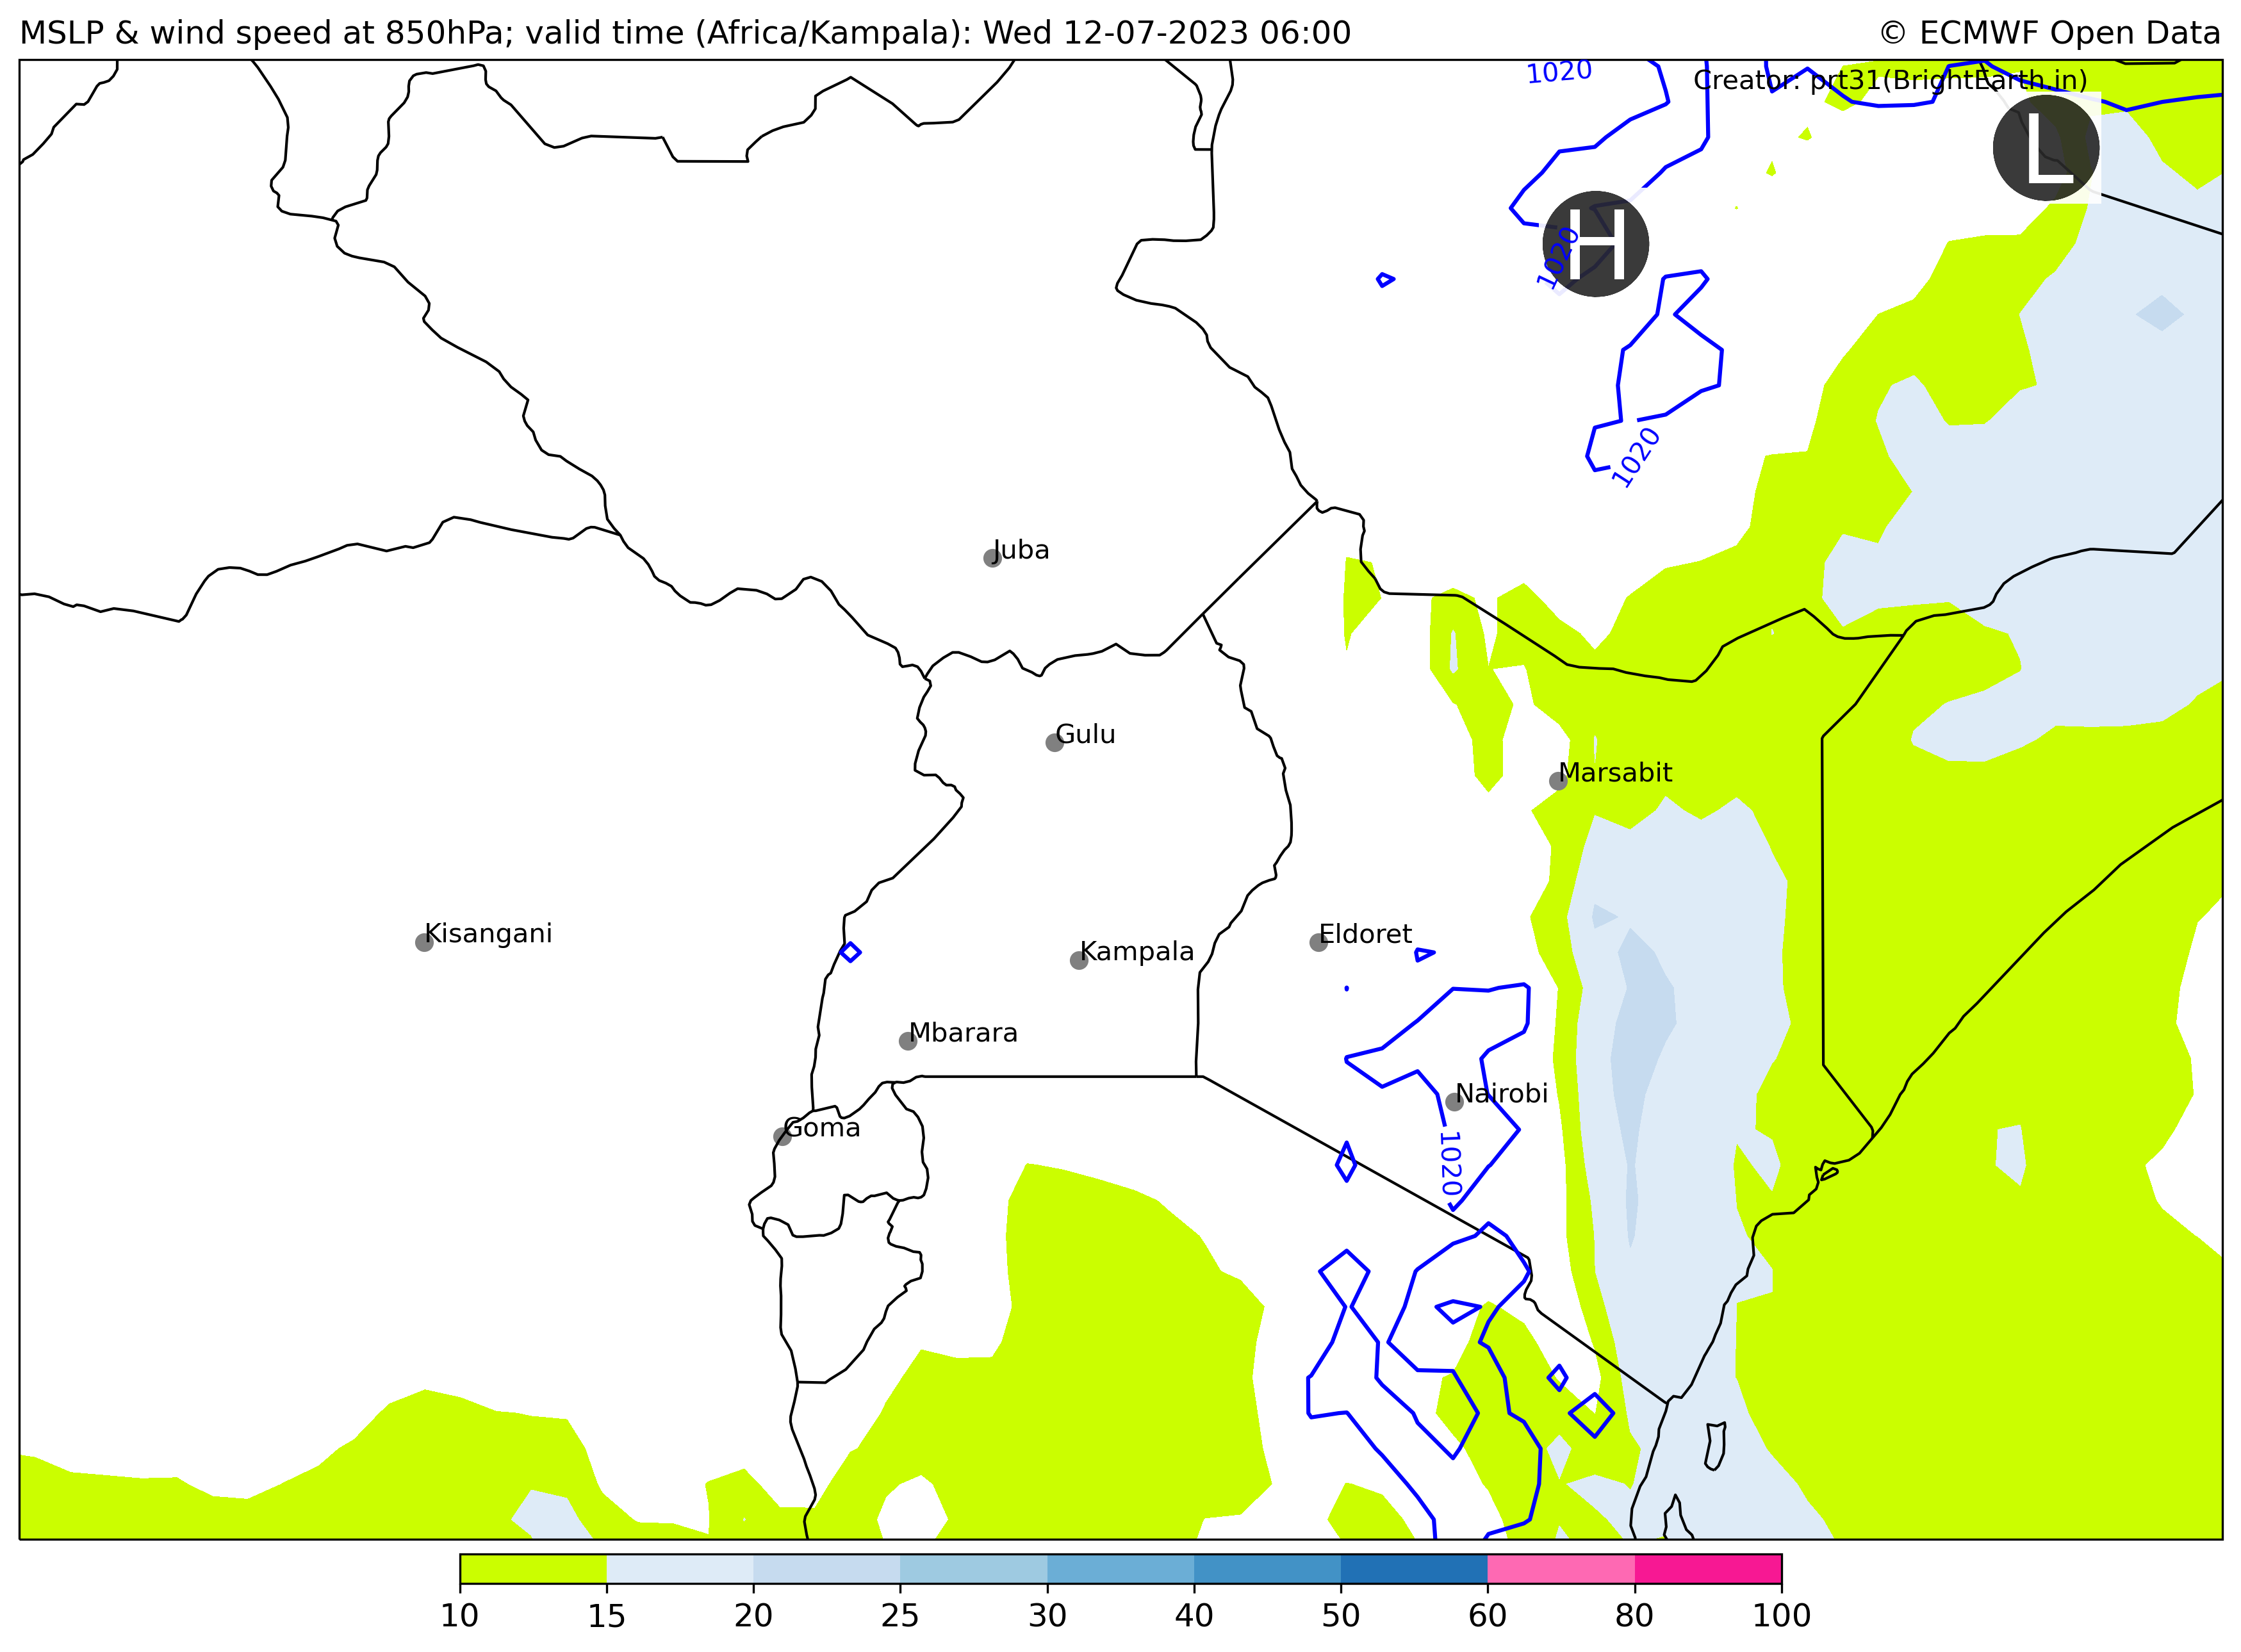 MSLP & wind speed at 850hPa; valid time (Africa/Kampala): Wed 12-07-2023 06:00
© ECMWF Open Data
1020
Creator: prt31(BrightEarth.in)
L
H
1020
1020
Juba
Gulu
Marsabit
Kisangani
Eldoret
Kampala
Mbarara
Nairobi
Goma
1020
10 15 20 25 30 40 50 60 80 100